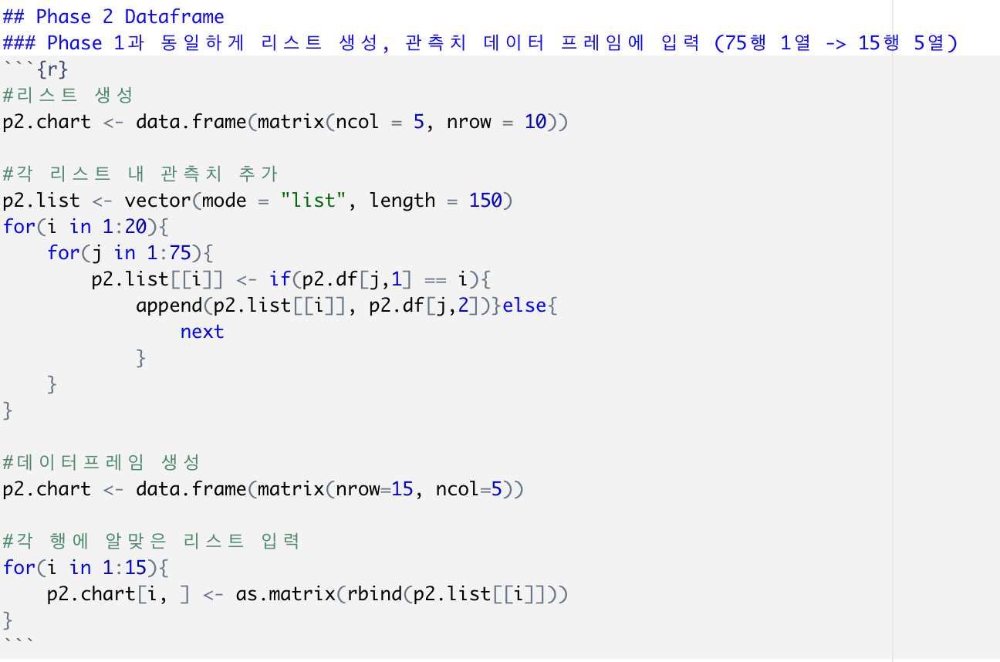 ## Phase 2 Dataframe
### Phase 1과 동일하게 리스트 생성, 관측치 데이터 프레임에 입력 (75행 1열 -> 15행 5열)
```{r}
#리스트 생성
p2.chart <- data.frame(matrix(ncol = 5, nrow = 10))
#각 리스트 내 관측치 추가
p2.list <- vector(mode = "list", length = 150)
for(i in 1:20){
    for(j in 1:75){
        p2.list[[i]] <- if(p2.df[j,1] == i){
            append(p2.list[[i]], p2.df[j,2])}else{
                next
            }
    }
}
#데이터프레임 생성
p2.chart <- data.frame(matrix(nrow=15, ncol=5))
#각 행에 알맞은 리스트 입력
for(i in 1:15){
    p2.chart[i, ] <- as.matrix(rbind(p2.list[[i]]))
}
```